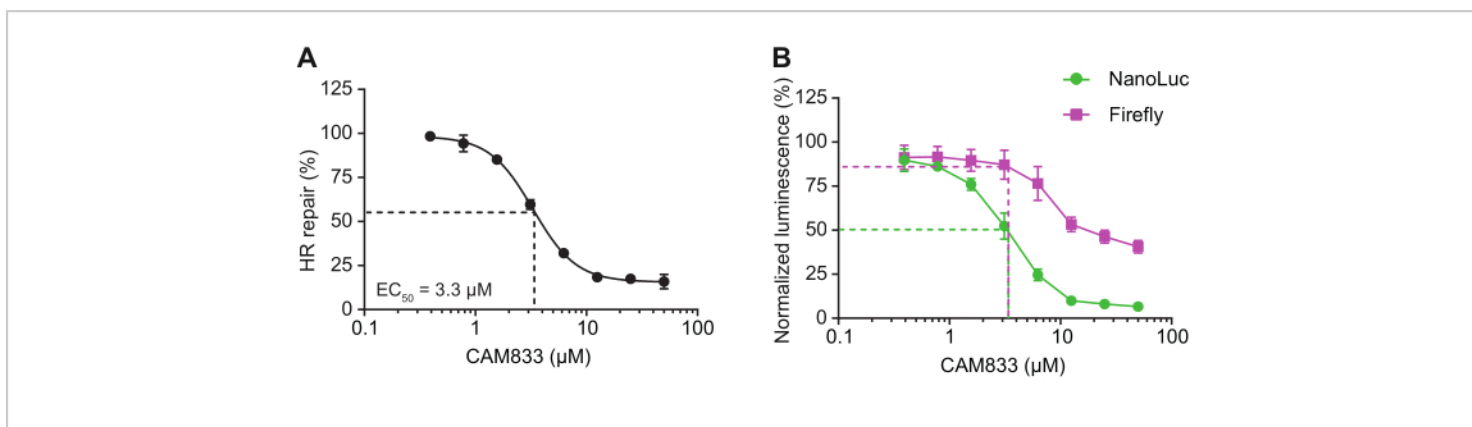 A
HR repair (%)
125
100
75
50
25
0
EC50 = 3.3 µM
0.1 1 10 100
CAM833 (µM)
B
NanoLuc
Firefly
Normalized luminescence (%)
125
100
75
50
25
0
0.1 1 10 100
CAM833 (µM)